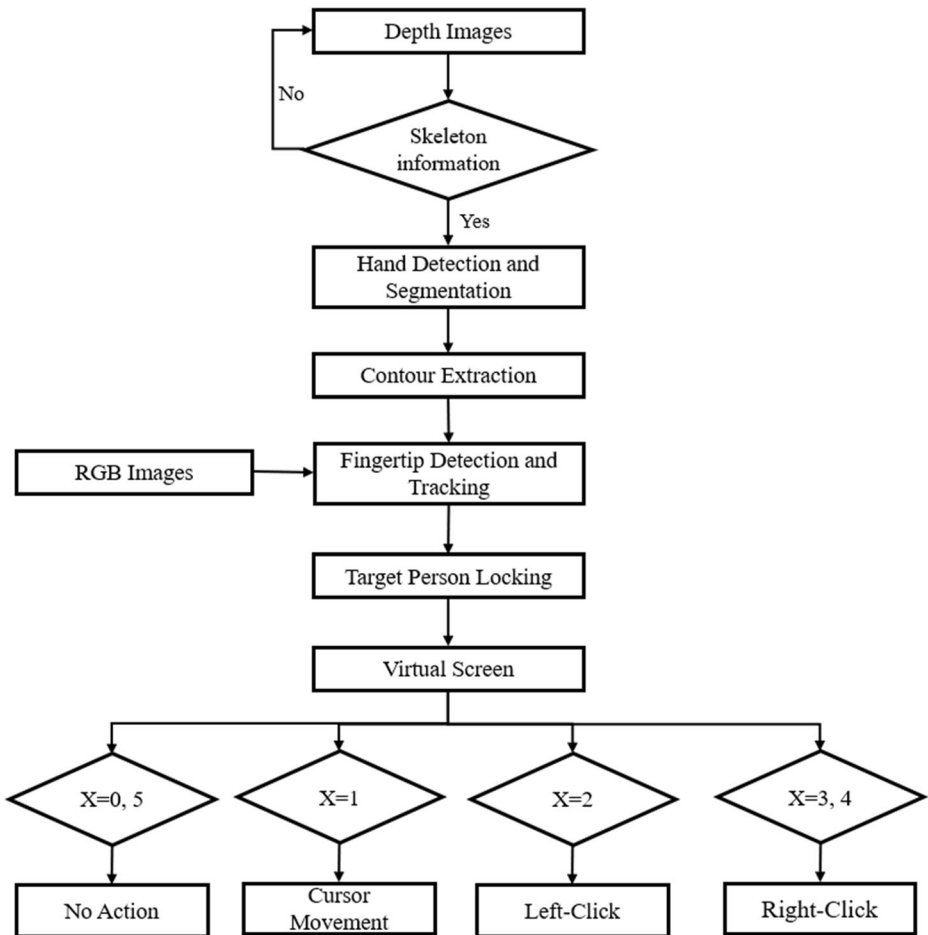 Depth Images
No
Skeleton
information
Yes
Hand Detection and
Segmentation
Contour Extraction
RGB Images
Fingertip Detection and
Tracking
Target Person Locking
Virtual Screen
X=0, 5
X=1
X=2
X=3, 4
No Action
Cursor
Movement
Left-Click
Right-Click